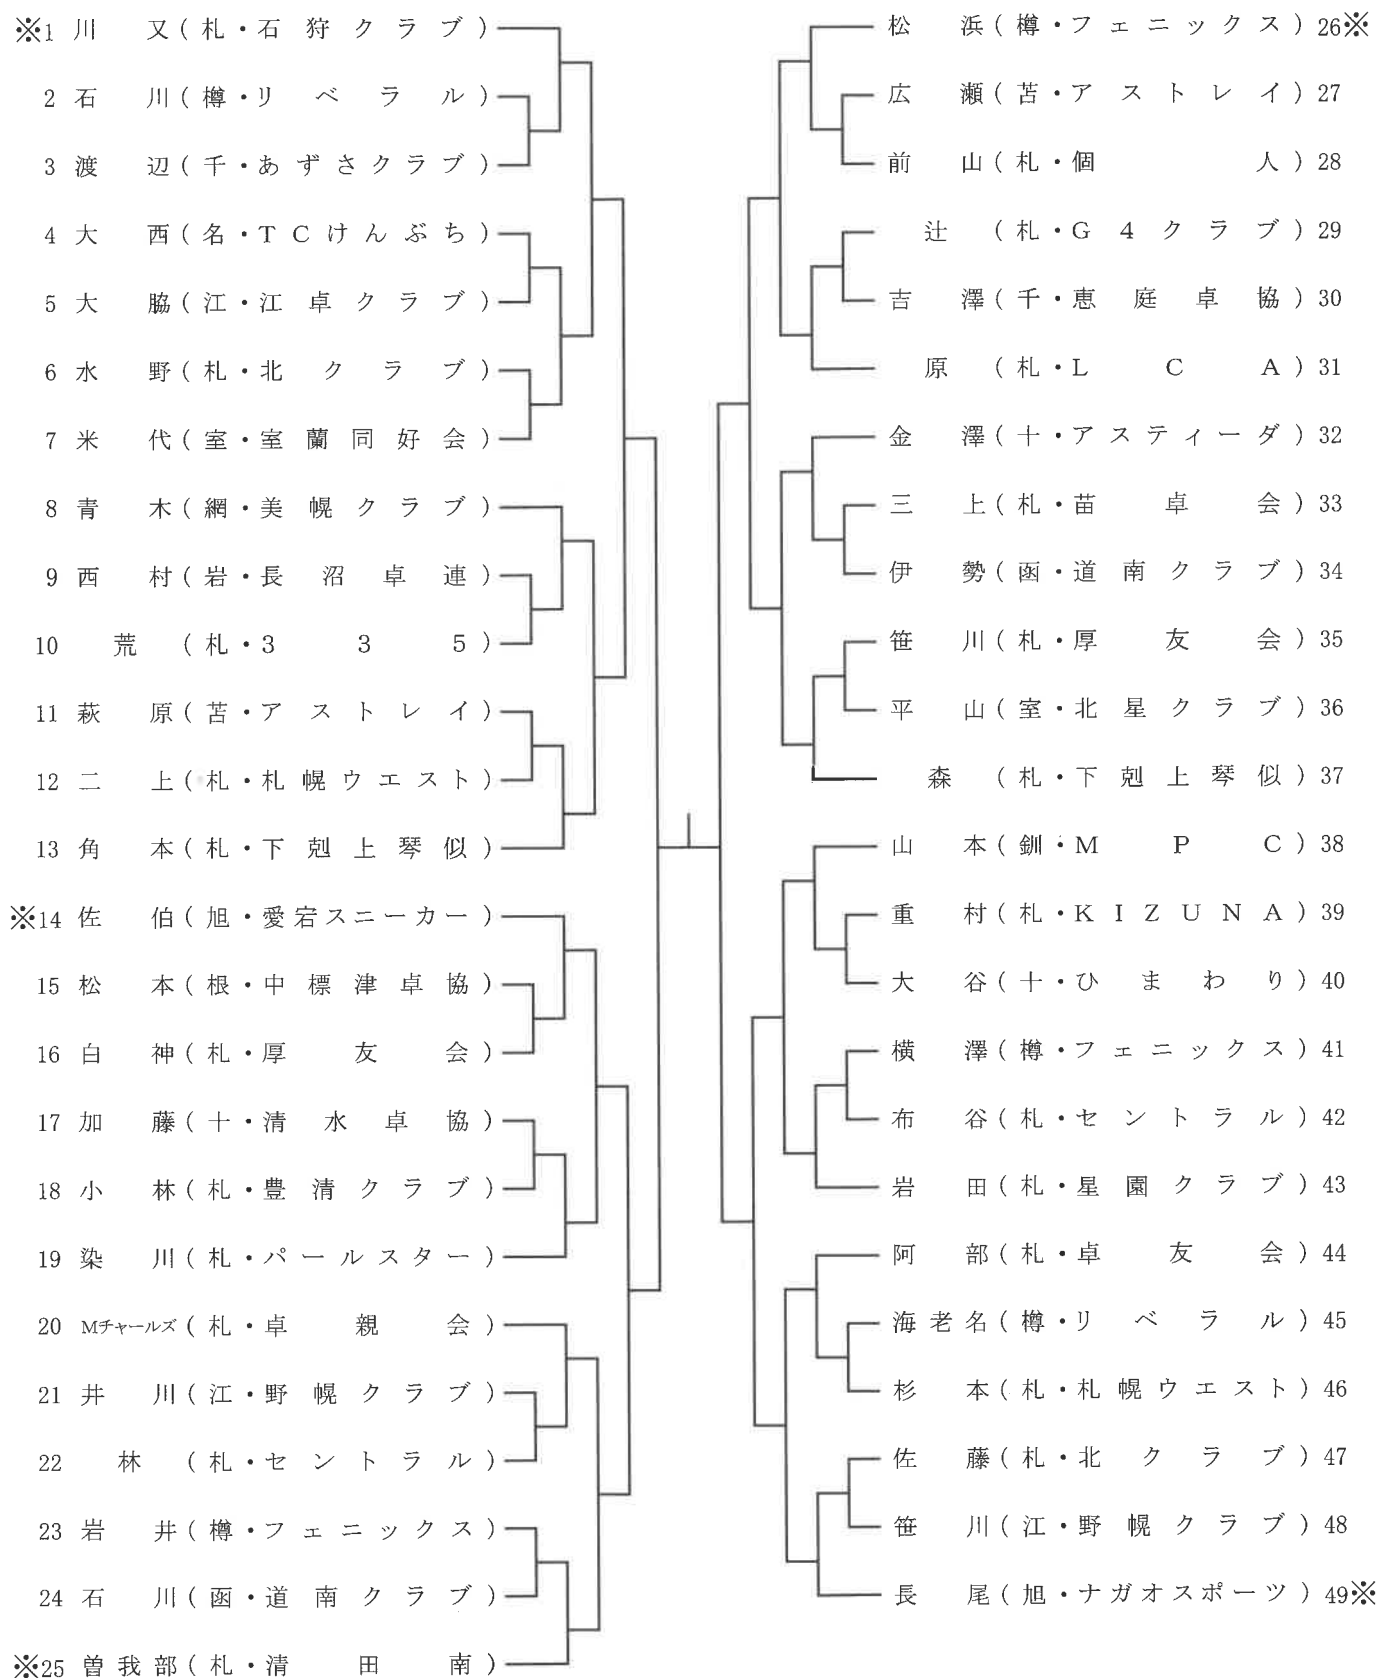 ※1 川又(札・石狩クラブ)
2 石川(樽・リベラル)
3 渡辺(千・あずさクラブ)
4 大西(名・TCけんぶち)
5 大脇(江・江卓クラブ)
6 水野(札・北クラブ)
7 米代(室・室蘭同好会)
8 青木(網・美幌クラブ)
9 西村(岩・長沼卓連)
10 荒(札・335)
11 萩原(苫・アストレイ)
12 二上(札・札幌ウエスト)
13 角本(札・下剋上琴似)
※14 佐伯(旭・愛宕スニーカー)
15 松本(根・中標津卓協)
16 白神(札・厚友会)
17 加藤(十・清水卓協)
18 小林(札・豊清クラブ)
19 染川(札・パールスター)
20 Mチャールズ(札・卓親会)
21 井川(江・野幌クラブ)
22 林(札・セントラル)
23 岩井(樽・フェニックス)
24 石川(函・道南クラブ)
※25 曽我部(札・清田南)
松浜(樽・フェニックス)26※
広瀬(苫・アストレイ)27
前山(札・個人)28
辻(札・G4クラブ)29
吉澤(千・恵庭卓協)30
原(札・LCA)31
金澤(十・アスティーダ)32
三上(札・苗卓会)33
伊勢(函・道南クラブ)34
笹川(札・厚友会)35
平山(室・北星クラブ)36
森(札・下剋上琴似)37
山本(釧・MPC)38
重村(札・KIZUNA)39
大谷(十・ひまわり)40
横澤(樽・フェニックス)41
布谷(札・セントラル)42
岩田(札・星園クラブ)43
阿部(札・卓友会)44
海老名(樽・リベラル)45
杉本(札・札幌ウエスト)46
佐藤(札・北クラブ)47
笹川(江・野幌クラブ)48
長尾(旭・ナガオスポーツ)49※